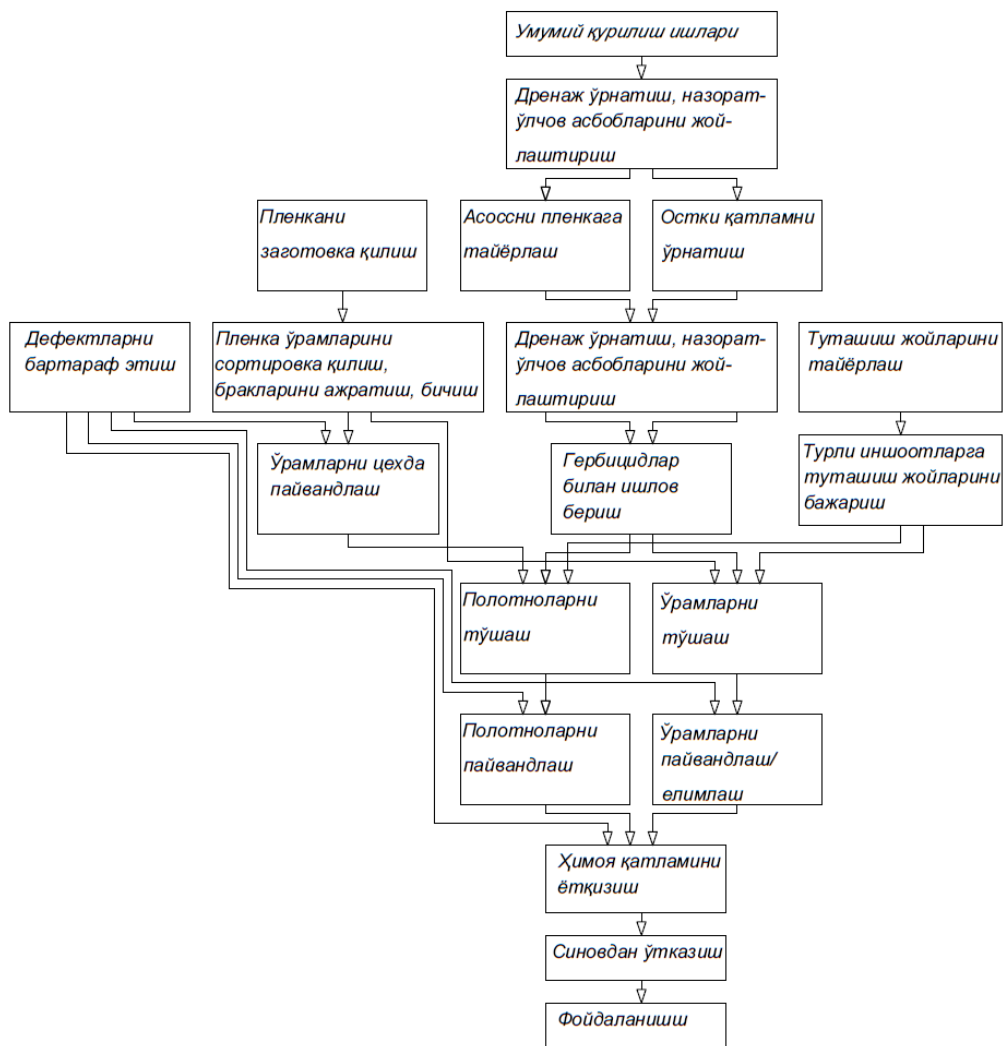 Умумий қурилиш ишлари
Дренаж ўрнатиш, назорат-
ўлчов асбобларини жой-
лаштириш
Пленкани
заготовка қилиш
Асоссни пленкага
тайёрлаш
Остки қатламни
ўрнатиш
Дефектларни
бартараф этиш
Пленка ўрамларини
сортировка қилиш,
бракларини ажратиш, бичиш
Дренаж ўрнатиш, назорат-
ўлчов асбобларини жой-
лаштириш
Туташиш жойларини
тайёрлаш
Ўрамларни цехда
пайвандлаш
Гербицидлар
билан ишлов
бериш
Турли иншоотларга
туташиш жойларини
бажариш
Полотноларни
тўшаш
Ўрамларни
тўшаш
Полотноларни
пайвандлаш
Ўрамларни
пайвандлаш/
елимлаш
Ҳимоя қатламини
ётқизиш
Синовдан ўтказиш
Фойдаланишш